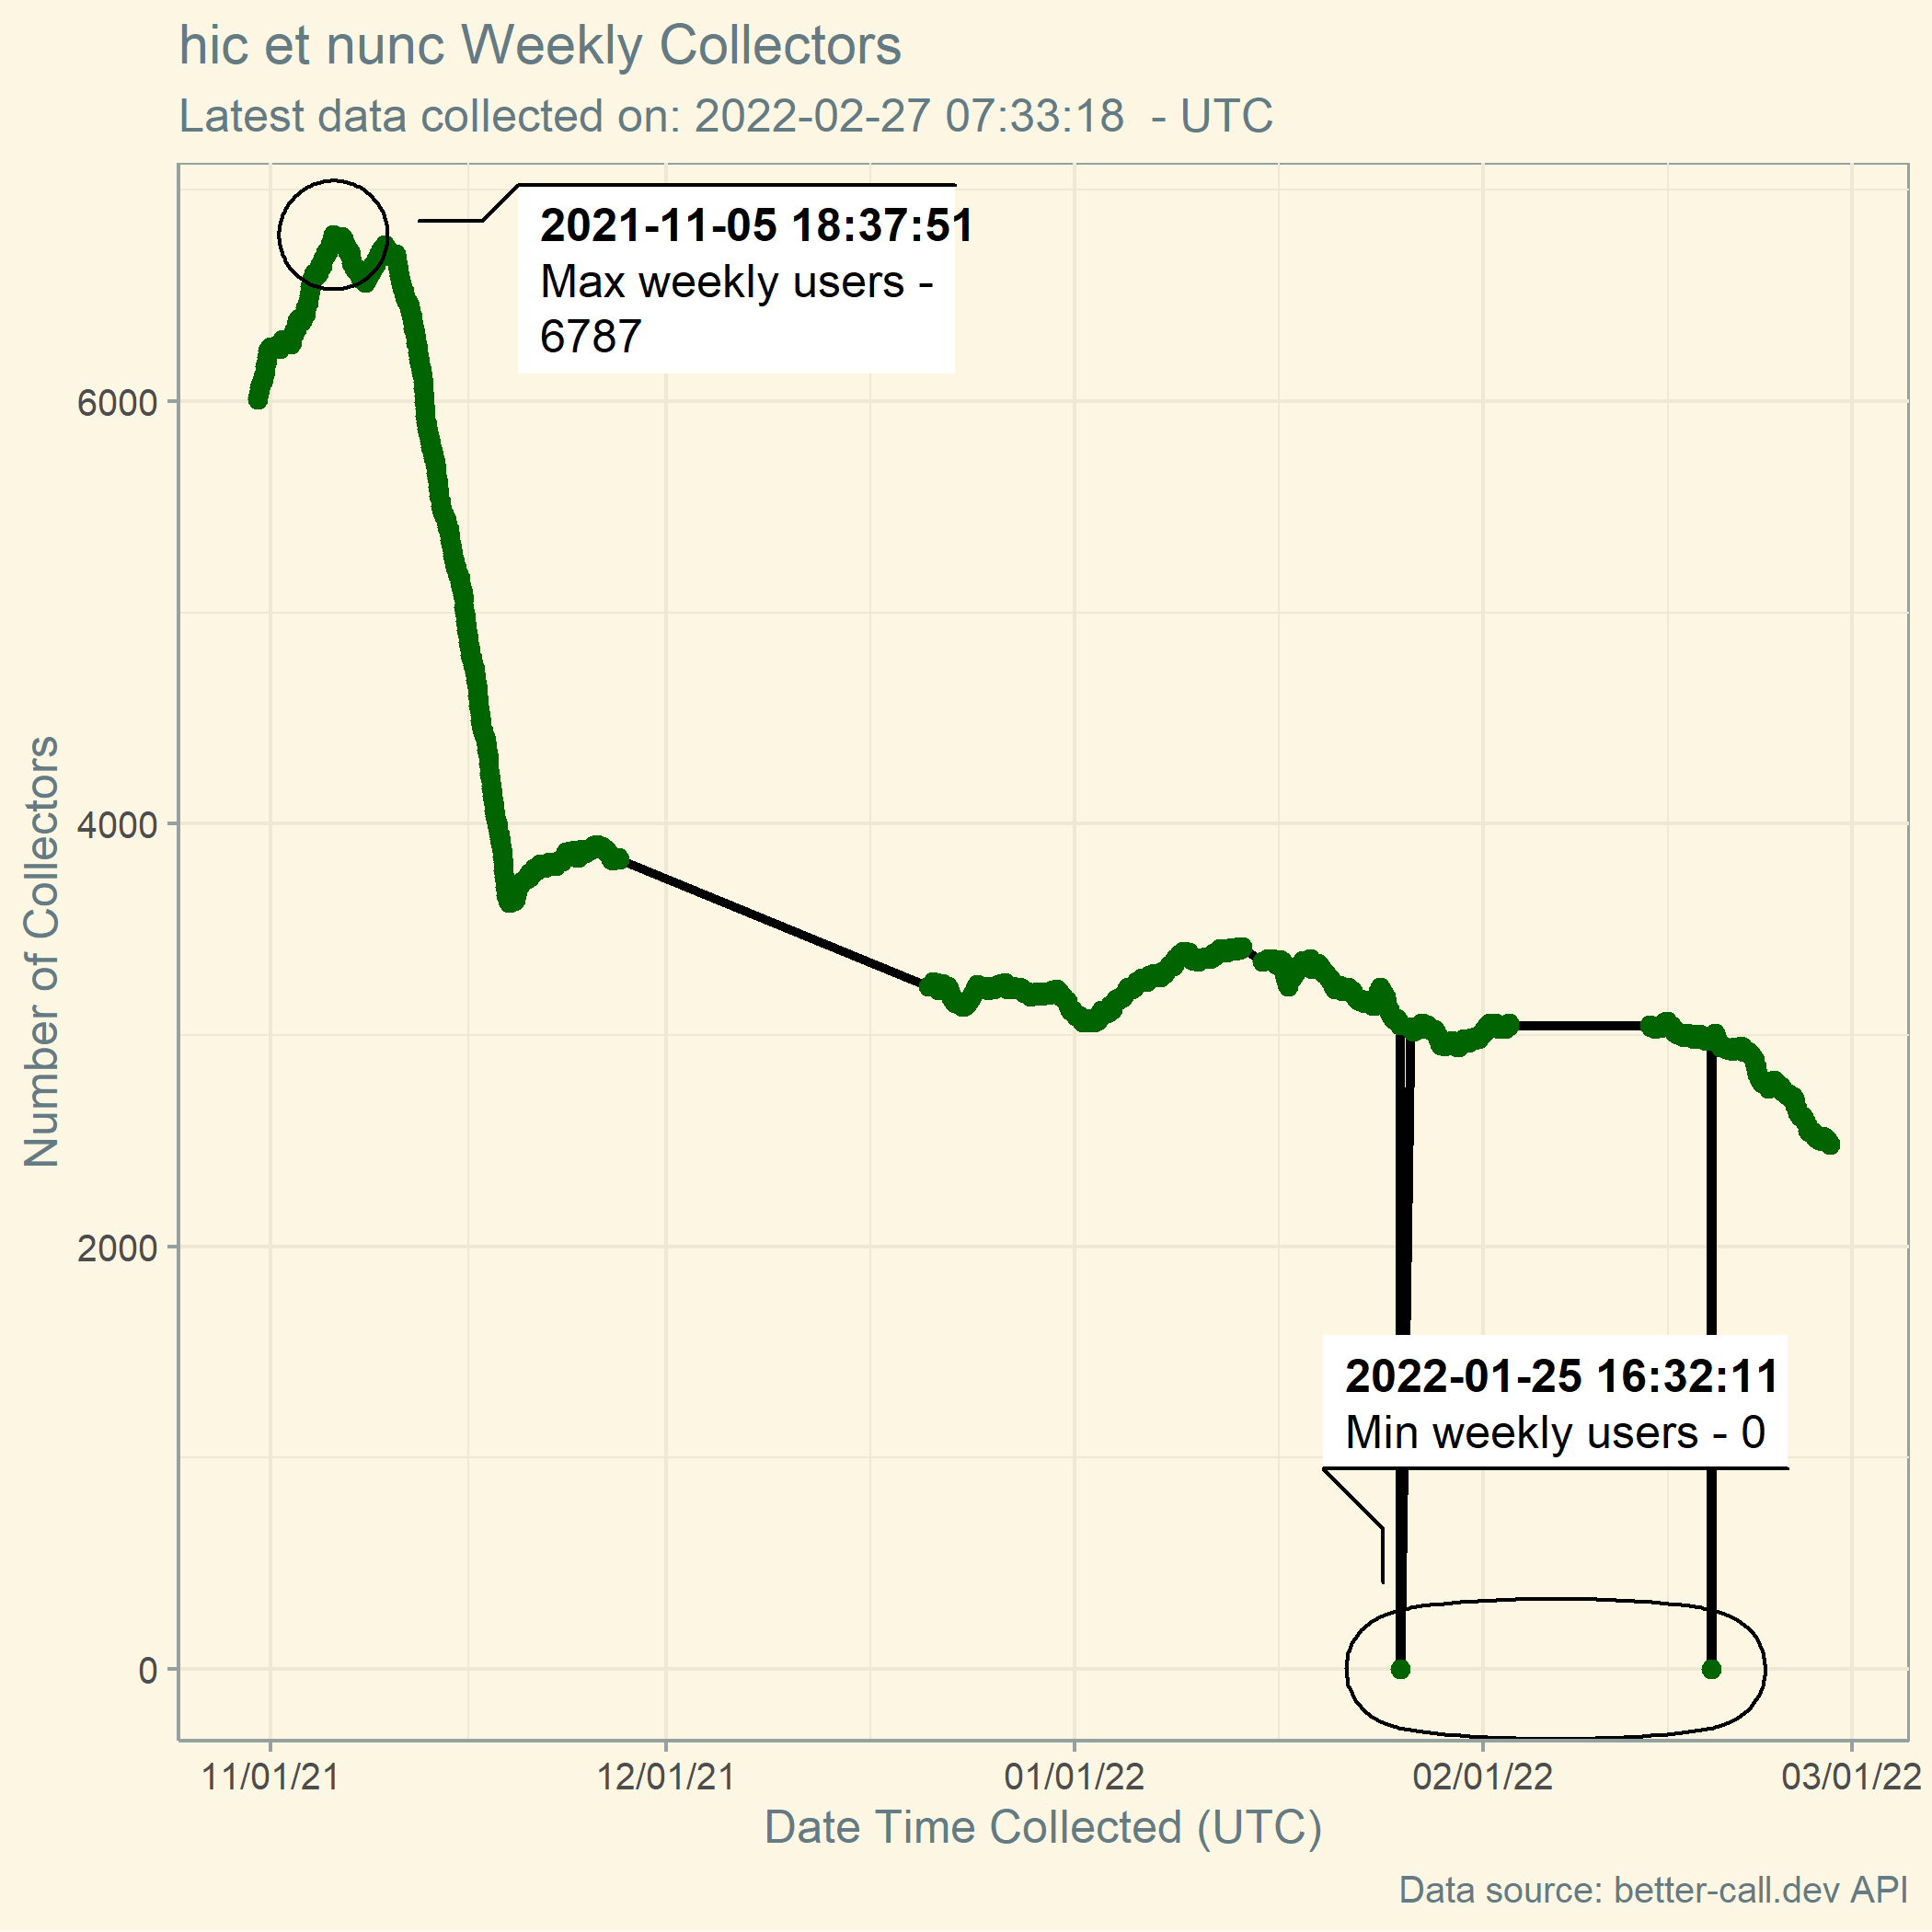 hic et nunc Weekly Collectors
Latest data collected on: 2022-02-27 07:33:18  - UTC
2021-11-05 18:37:51
Max weekly users -
6787
6000
4000
2000
0
Number of Collectors
2022-01-25 16:32:11
Min weekly users - 0
11/01/21 12/01/21 01/01/22 02/01/22 03/01/22
Date Time Collected (UTC)
Data source: better-call.dev API